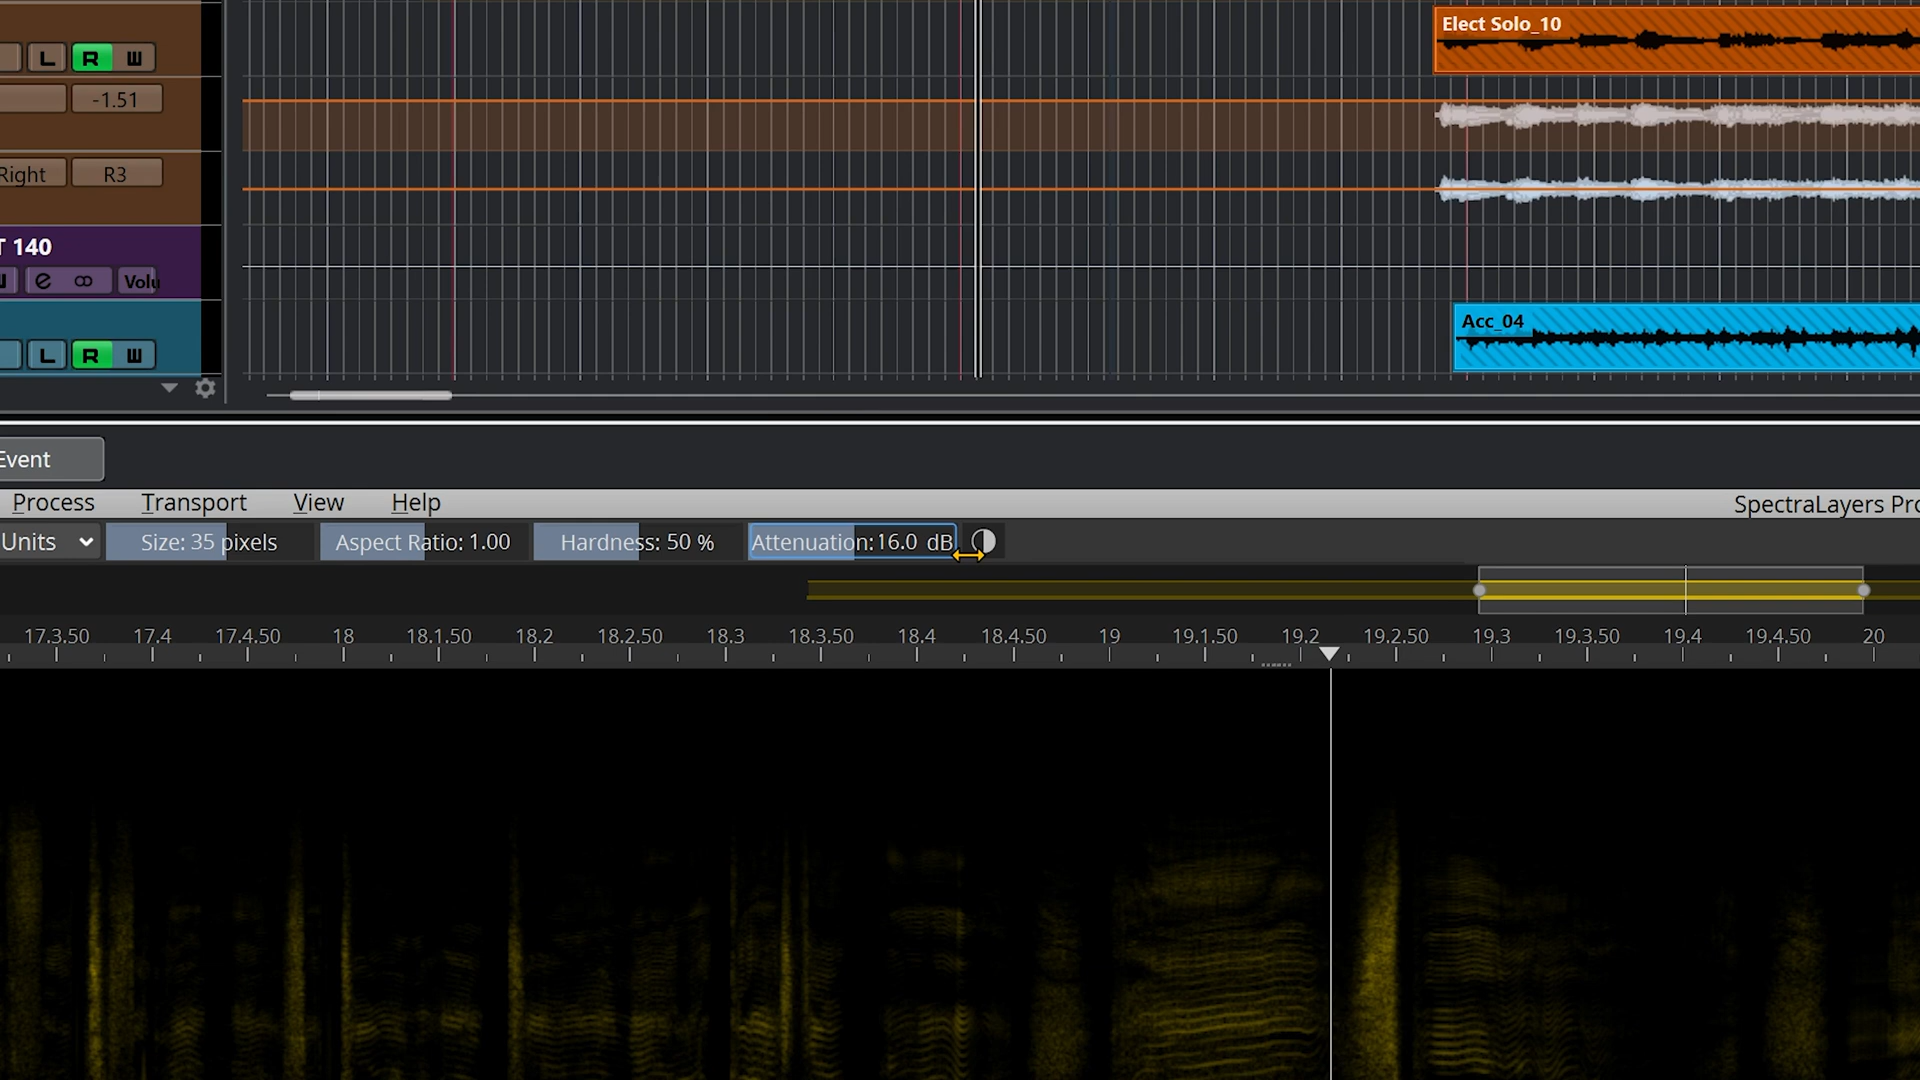 Elect Solo_10
L R W
-1.51
Right R3
T 140
Volu
Acc_04
L R W
Event
Process Transport View Help SpectraLayers Pro
Units Size: 35 pixels Aspect Ratio: 1.00 Hardness: 50 % Attenuation: 16.0 dB
17.3.50 17.4 17.4.50 18 18.1.50 18.2 18.2.50 18.3 18.3.50 18.4 18.4.50 19 19.1.50 19.2 19.2.50 19.3 19.3.50 19.4 19.4.50 20